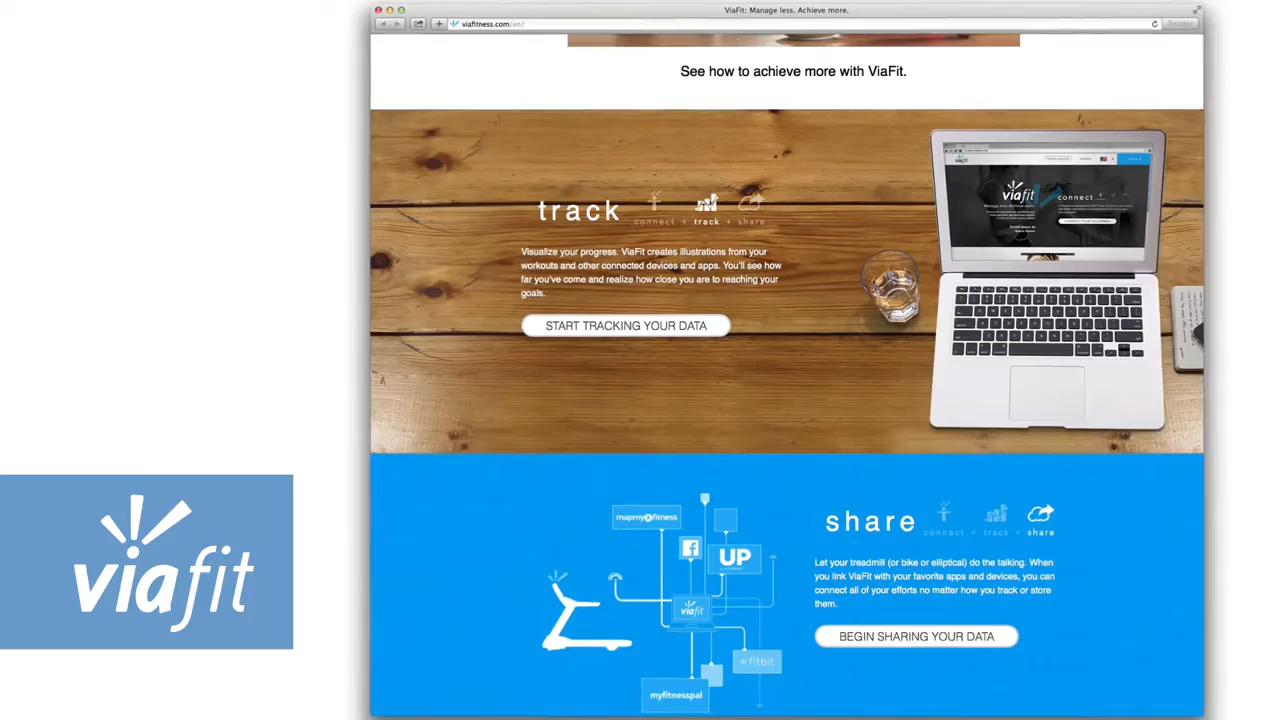 ViaFit: Manage less. Achieve more.
viafitness.com/en/
Reader
See how to achieve more with ViaFit.
track
connect + track + share
Visualize your progress. ViaFit creates illustrations from your
workouts and other connected devices and apps. You'll see how
far you've come and realize how close you are to reaching your
goals.
START TRACKING YOUR DATA
viafit
viafit
connect
share
connect + track + share
Let your treadmill (or bike or elliptical) do the talking. When
you link ViaFit with your favorite apps and devices, you can
connect all of your efforts no matter how you track or store
them.
BEGIN SHARING YOUR DATA
mapmyfitness
f
UP
viafit
fitbit
myfitnesspal
viafit